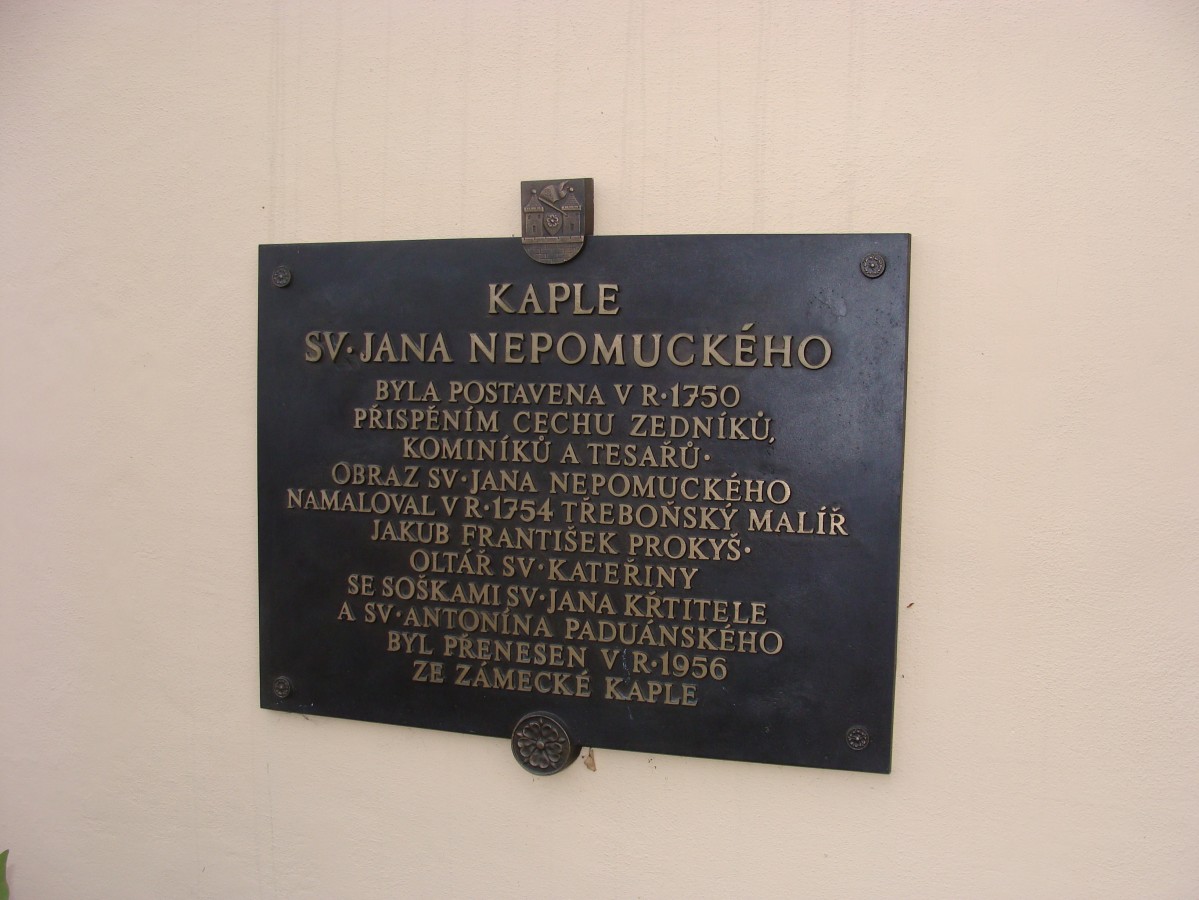 KAPLE
SV·JANA NEPOMUCKÉHO
BYLA POSTAVENA V R·1750
PŘISPĚNÍM CECHU ZEDNÍKŮ,
KOMINÍKŮ A TESAŘŮ·
OBRAZ SV·JANA NEPOMUCKÉHO
NAMALOVAL V R·1754 TŘEBOŇSKÝ MALÍŘ
JAKUB FRANTIŠEK PROKYŠ·
OLTÁŘ SV·KATEŘINY
SE SOŠKAMI SV·JANA KŘTITELE
A SV·ANTONÍNA PADUÁNSKÉHO
BYL PŘENESEN V R·1956
ZE ZÁMECKÉ KAPLE